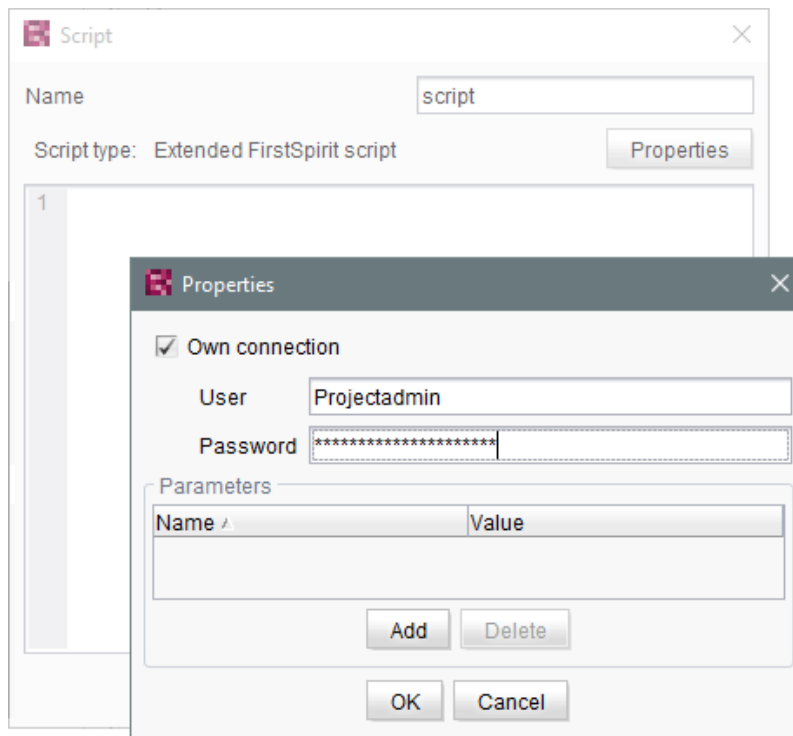 Script
Name script
Script type: Extended FirstSpirit script Properties
1
Properties
Own connection
User Projectadmin
Password *********************
Parameters
Name Value
Add Delete
OK Cancel